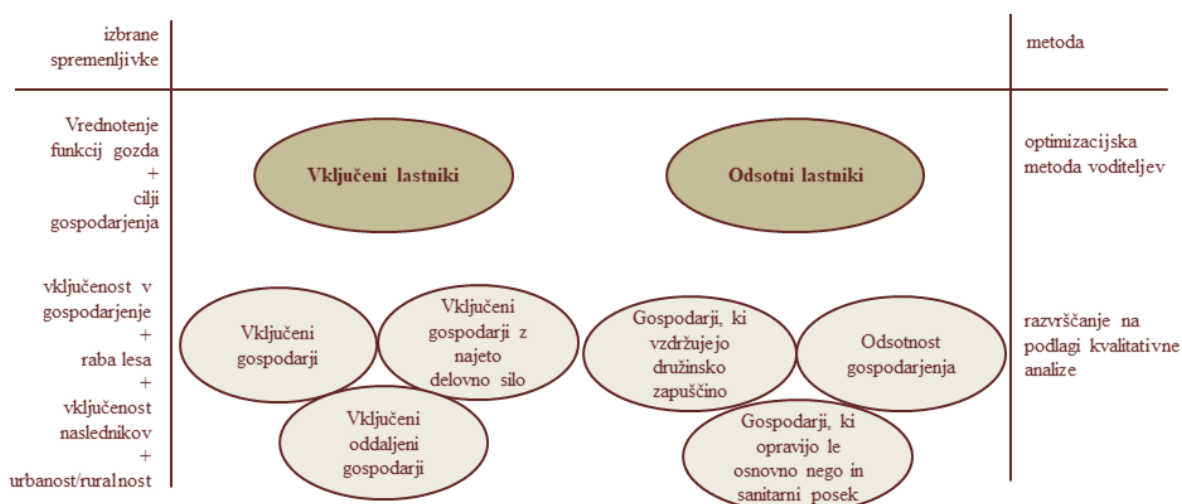 izbrane
spremenljivke
metoda
Vrednotenje
funkcij gozda
+
cilji
gospodarjenja
Vključeni lastniki
Odsotni lastniki
optimizacijska
metoda voditeljev
vključenost v
gospodarjenje
+
raba lesa
+
vključenost
naslednikov
+
urbanost/ruralnost
Vključeni
gospodarji
Vključeni
gospodarji z
najeto
delovno silo
Vključeni
oddaljeni
gospodarji
Gospodarji, ki
vzdržujejo
družinsko
zapuščino
Odsotnost
gospodarjenja
Gospodarji, ki
opravijo le
osnovno nego in
sanitarni posek
razvrščanje na
podlagi kvalitativne
analize